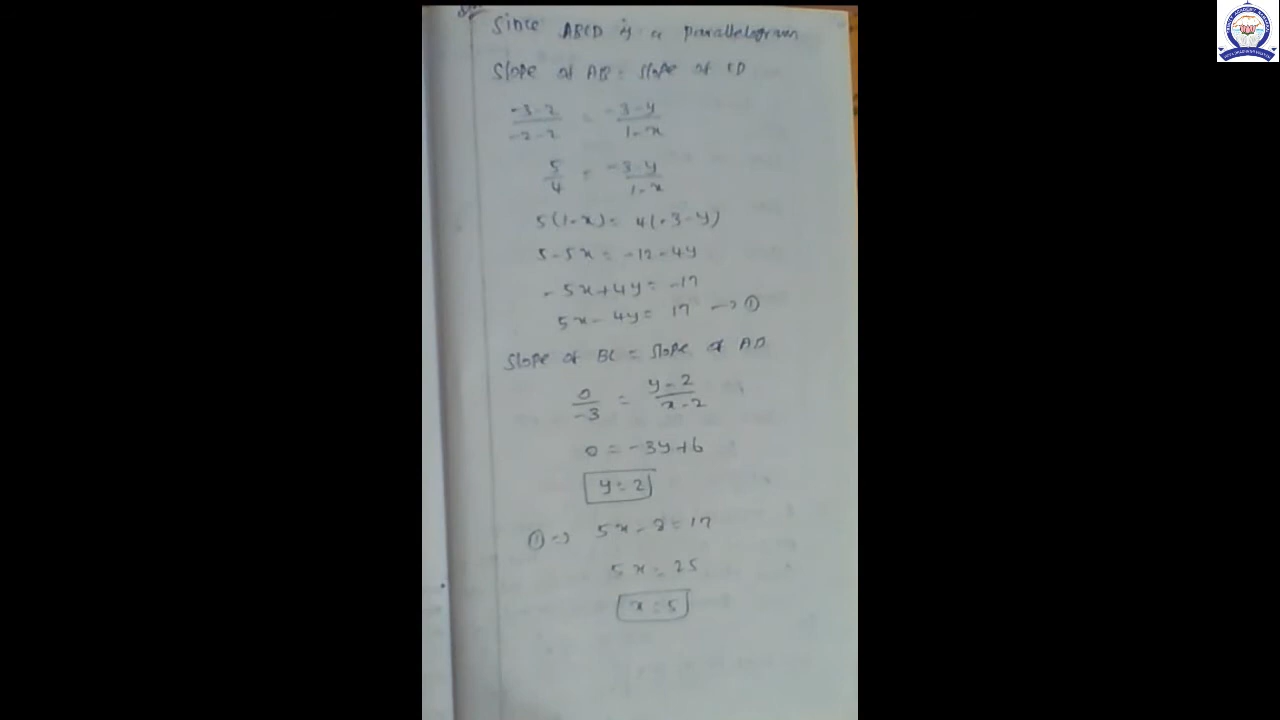 Since ABCD is a parallelogram
Slope of AB = Slope of CD
-3-2/-2-2 = -3-y/1-x
5/4 = -3-y/1-x
5(1-x) = 4(-3-y)
5-5x = -12-4y
-5x+4y = -17
5x-4y = 17 → ①
Slope of BC = Slope of AD
0/-3 = y-2/x-2
0 = -3y+6
y=2
① ⇒ 5x-8=17
5x=25
x=5